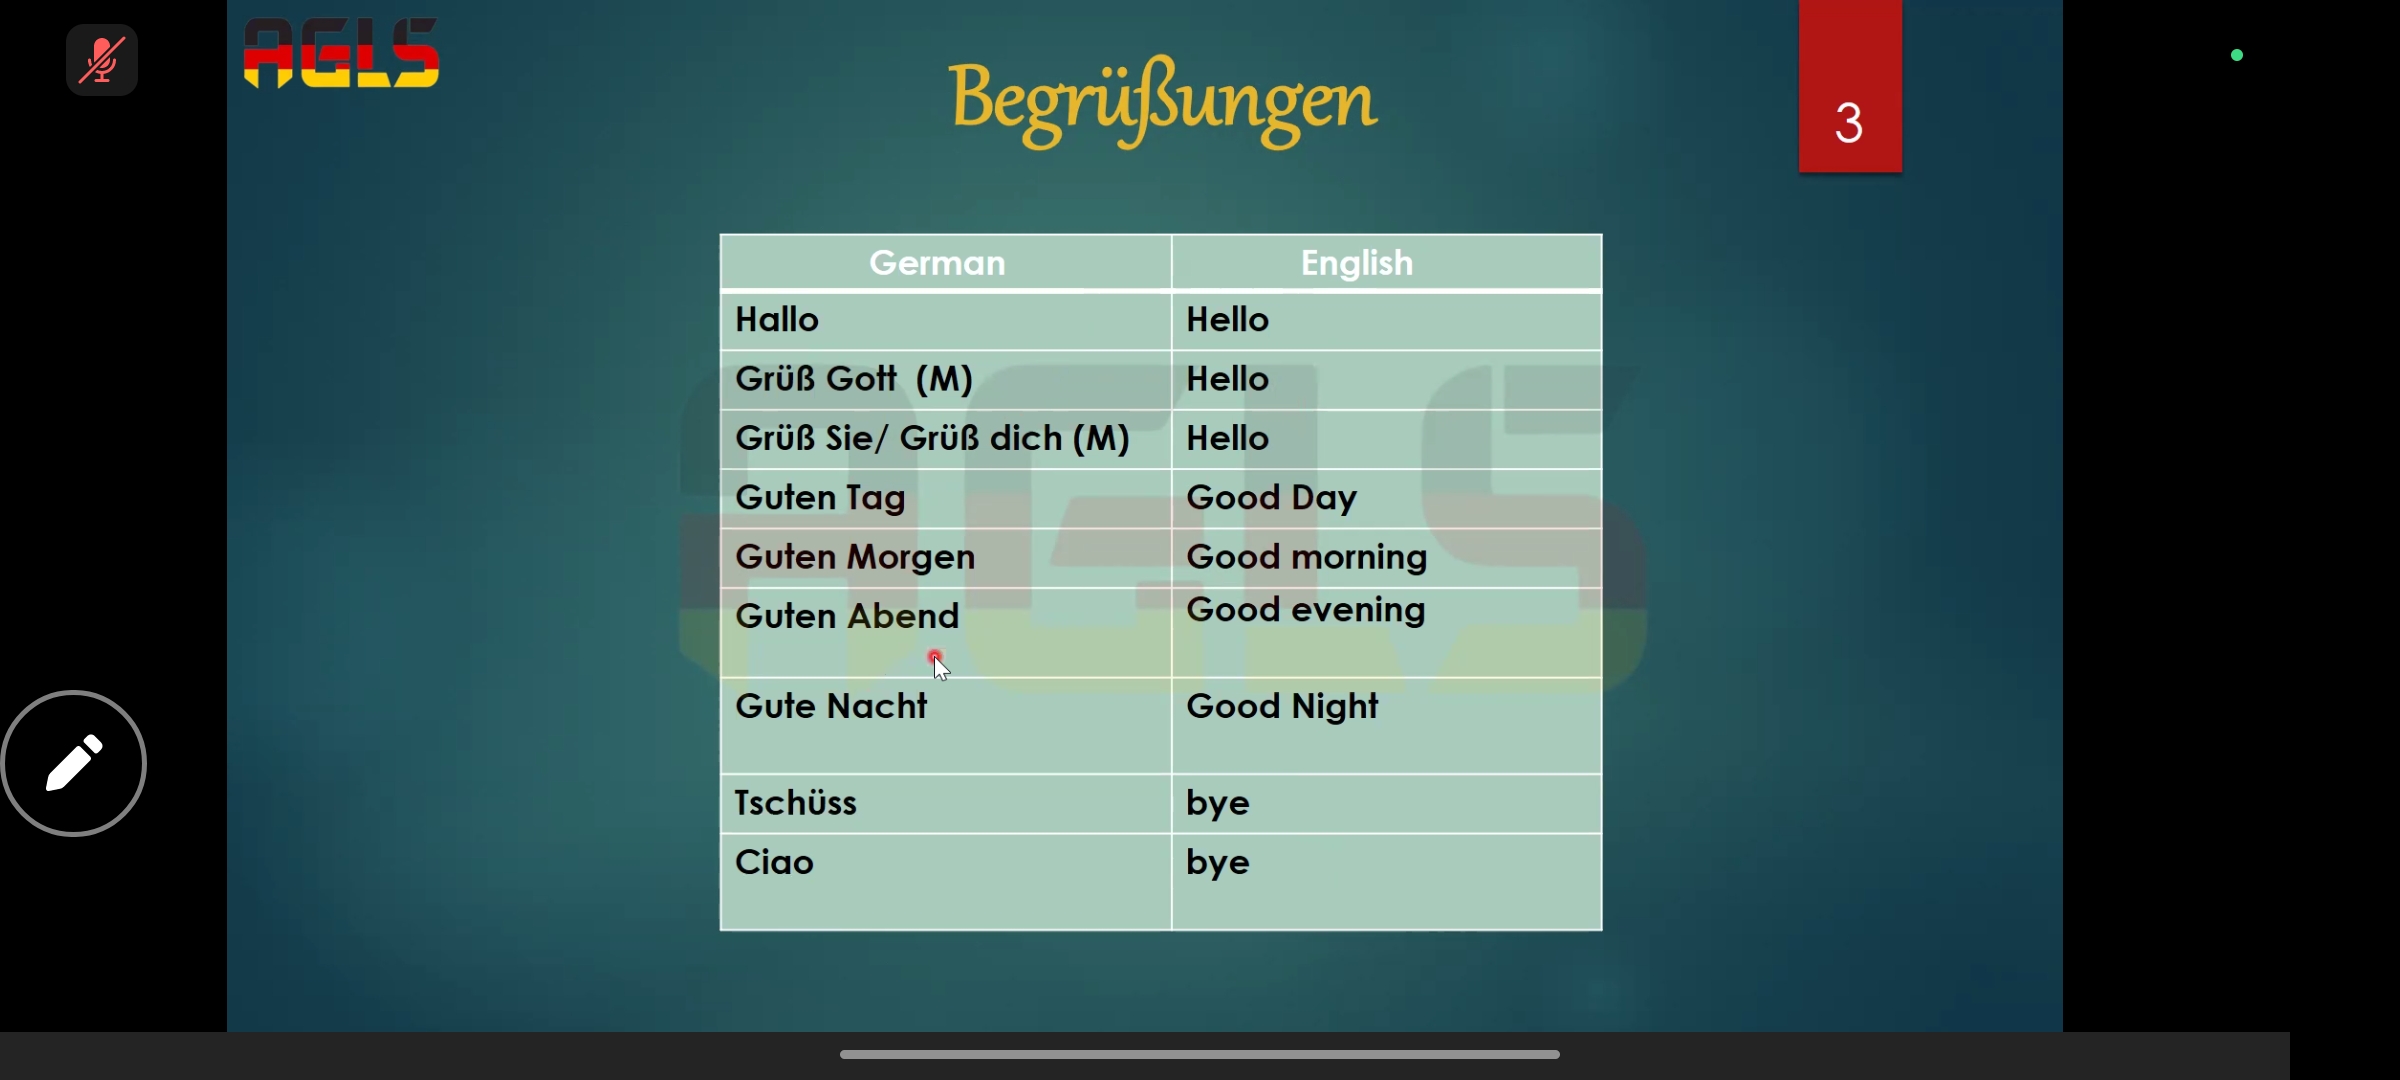 AGLS
Begrüßungen
3
German English
Hallo Hello
Grüß Gott (M) Hello
Grüß Sie/ Grüß dich (M) Hello
Guten Tag Good Day
Guten Morgen Good morning
Guten Abend Good evening
Gute Nacht Good Night
Tschüss bye
Ciao bye